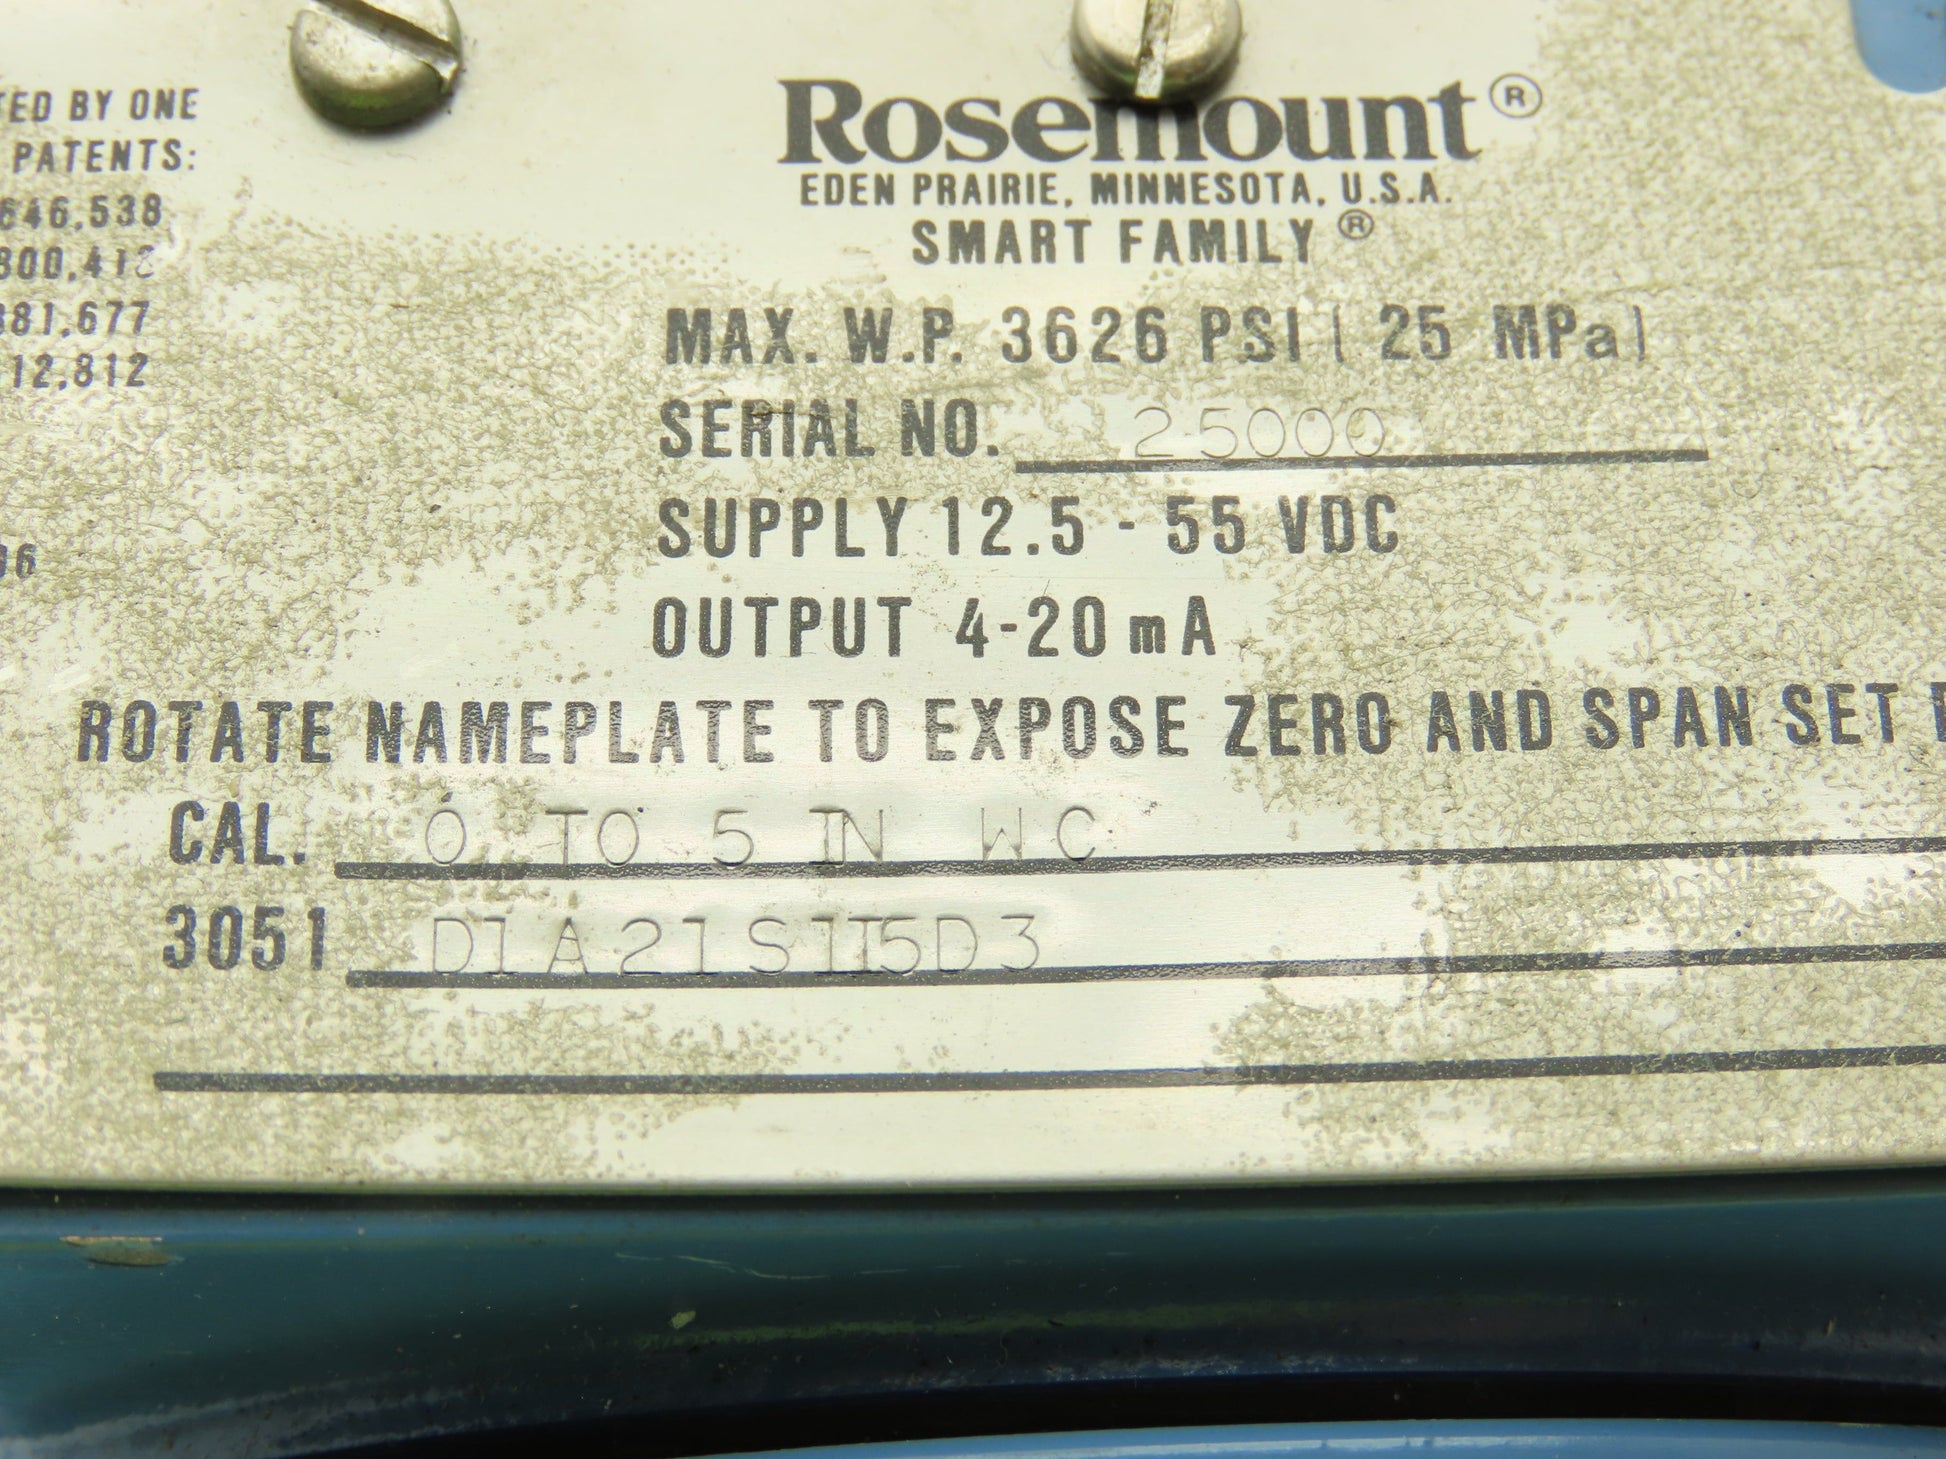 TED BY ONE
PATENTS:
646,538
800,412
881,677
12,812
Rosemount®
EDEN PRAIRIE, MINNESOTA, U.S.A.
SMART FAMILY®
MAX. W.P. 3626 PSI ( 25 MPa)
SERIAL NO. 25000
SUPPLY 12.5 - 55 VDC
OUTPUT 4-20 mA
ROTATE NAMEPLATE TO EXPOSE ZERO AND SPAN SET
CAL. 0 TO 5 IN WC
3051 D1A21S1I5D3